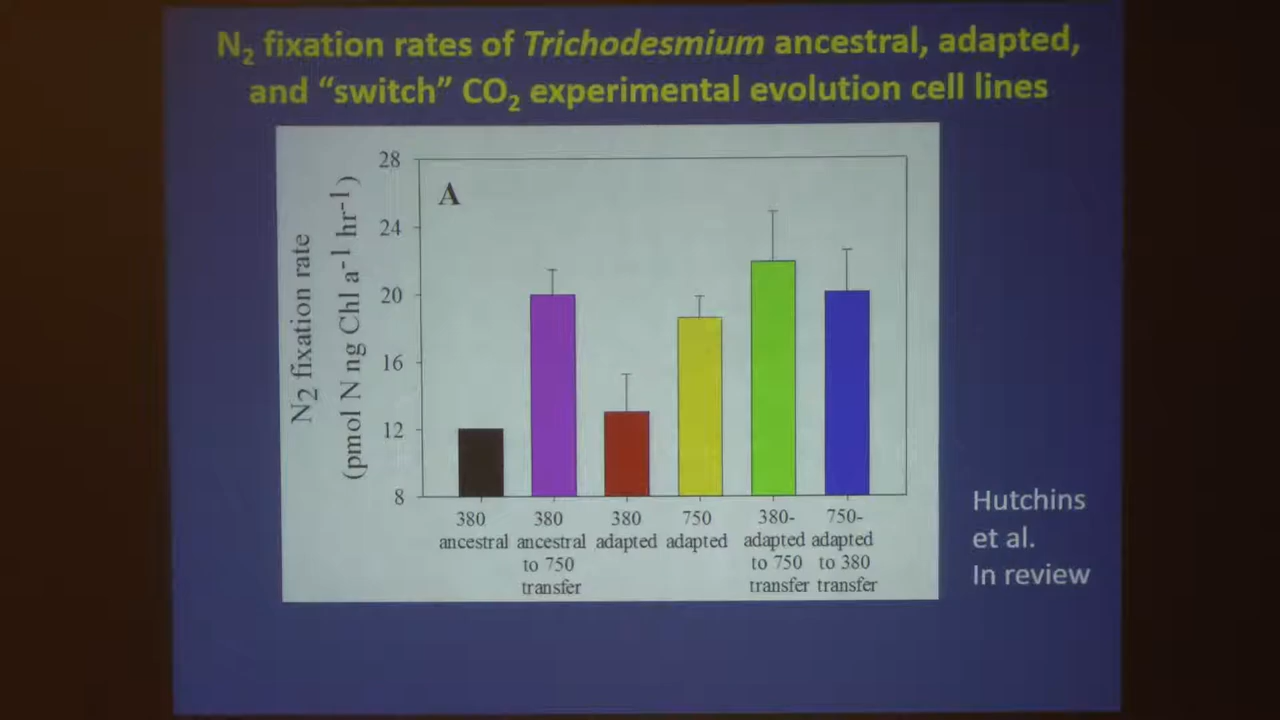 N2 fixation rates of Trichodesmium ancestral, adapted,
and “switch” CO2 experimental evolution cell lines
A
N2 fixation rate
(pmol N ng Chl a-1 hr-1)
28
24
20
16
12
8
380 ancestral
380 ancestral to 750 transfer
380 adapted
750 adapted
380-adapted to 750 transfer
750-adapted to 380 transfer
Hutchins
et al.
In review